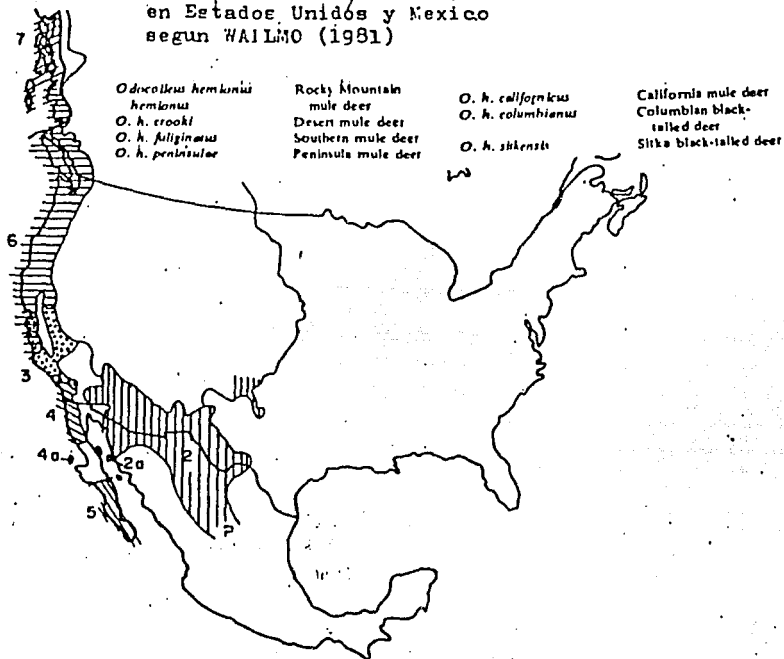 en Estados Unidos y Mexico
segun WAILMO (1981)
Odocoileus hemionus hemionus Rocky Mountain mule deer
O. h. crooki Desert mule deer
O. h. fuliginatus Southern mule deer
O. h. peninsulae Peninsula mule deer
O. h. californicus California mule deer
O. h. columbianus Columbian black-tailed deer
O. h. sitkensis Sitka black-tailed deer
7
6
3
4
4a
2a
2
5
?